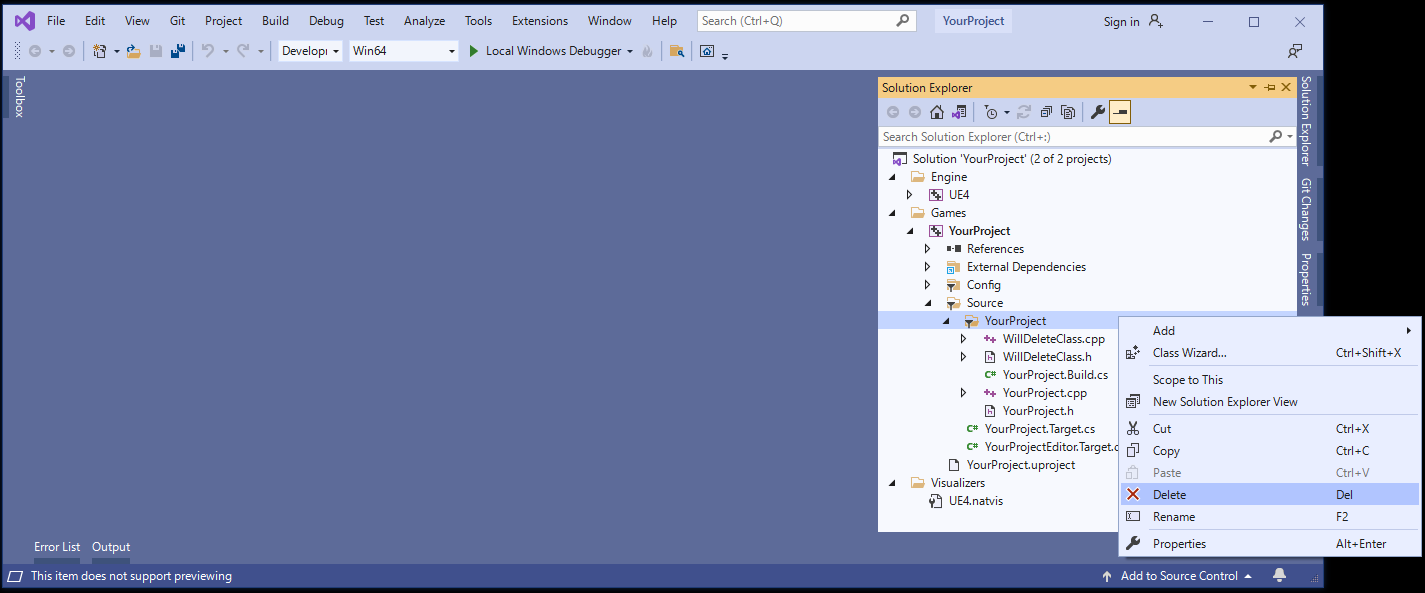 File Edit View Git Project Build Debug Test Analyze Tools Extensions Window Help Search (Ctrl+Q) YourProject Sign in
Developi Win64 Local Windows Debugger
Toolbox
Solution Explorer
Search Solution Explorer (Ctrl+:)
Solution 'YourProject' (2 of 2 projects)
Engine
UE4
Games
YourProject
References
External Dependencies
Config
Source
YourProject
WillDeleteClass.cpp
WillDeleteClass.h
C# YourProject.Build.cs
YourProject.cpp
YourProject.h
C# YourProject.Target.cs
C# YourProjectEditor.Target.c
YourProject.uproject
Visualizers
UE4.natvis
Solution Explorer
Git Changes
Properties
Add
Class Wizard... Ctrl+Shift+X
Scope to This
New Solution Explorer View
Cut Ctrl+X
Copy Ctrl+C
Paste Ctrl+V
Delete Del
Rename F2
Properties Alt+Enter
Error List Output
This item does not support previewing Add to Source Control